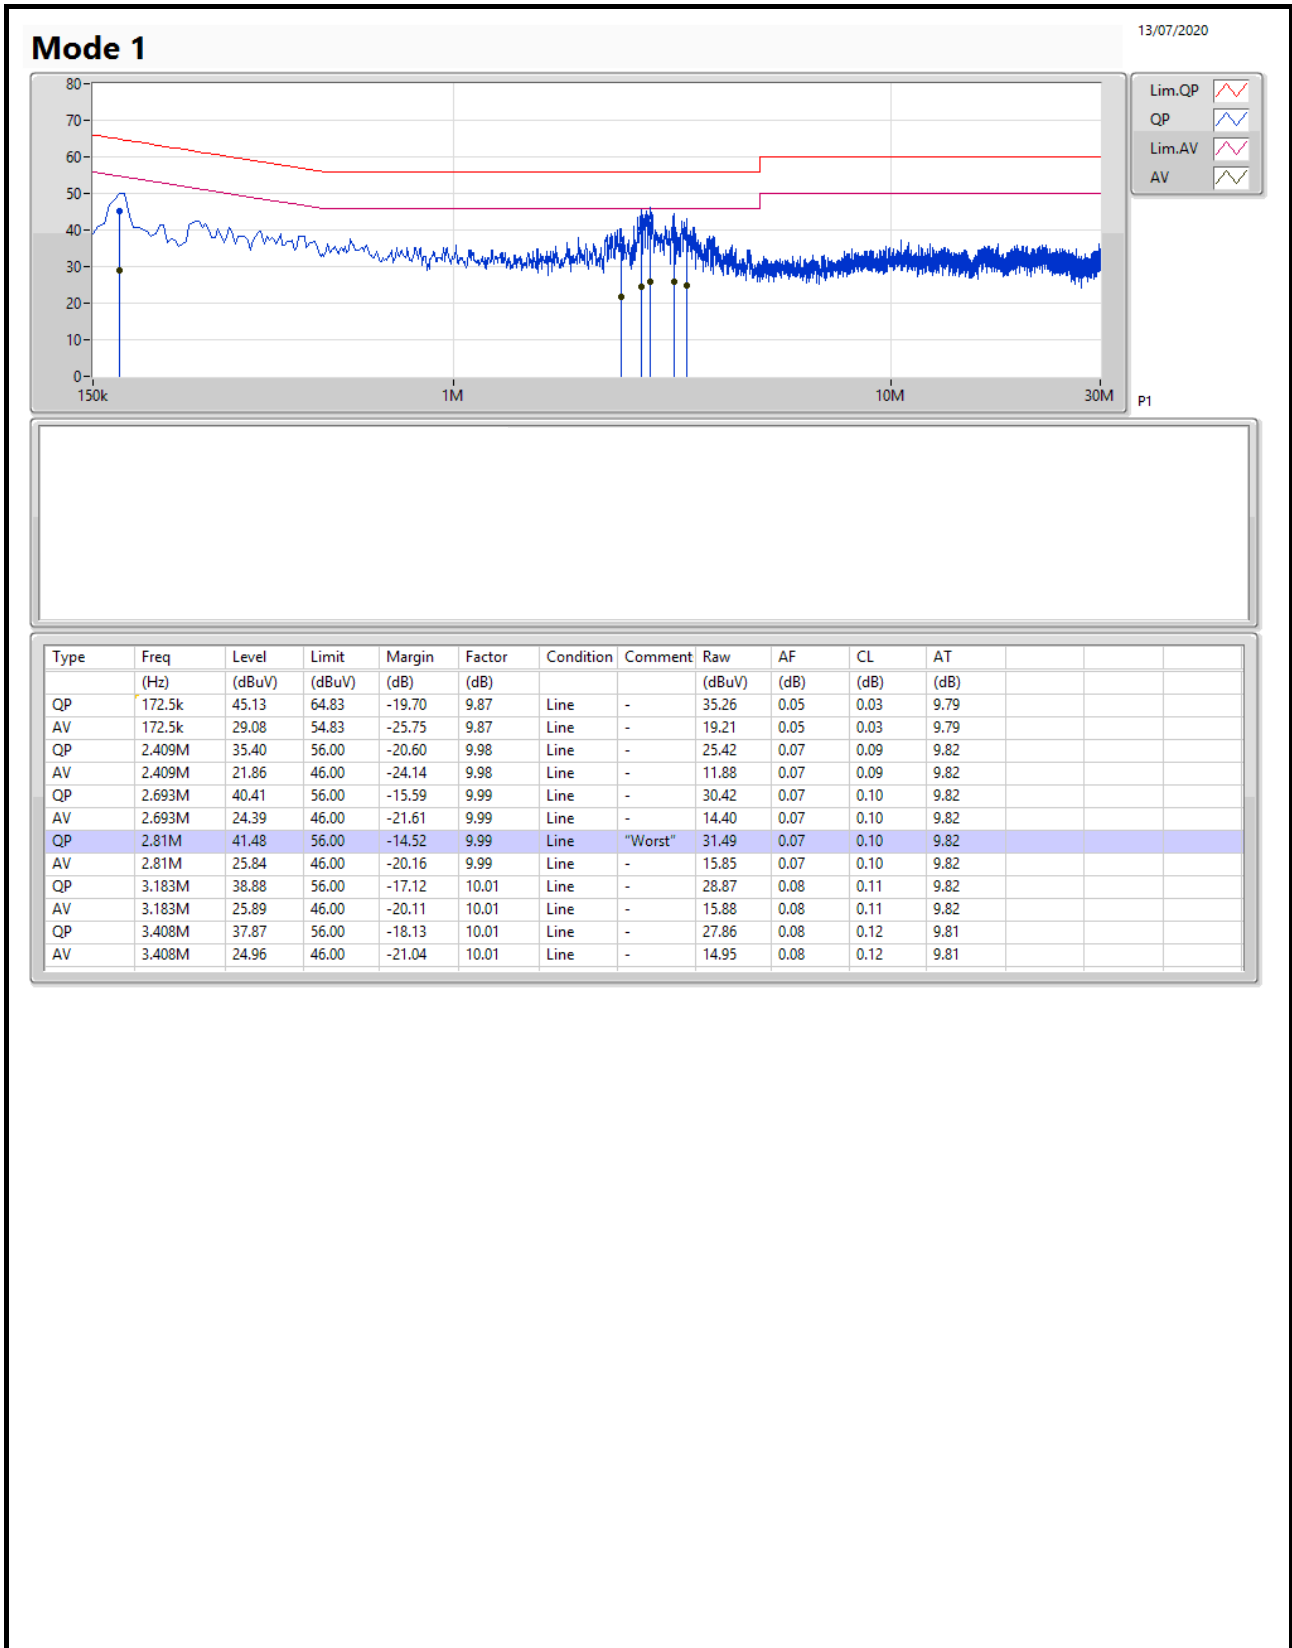 13/07/2020
Mode 1
80
70
60
50
40
30
20
10
0
150k 1M 10M 30M
Lim.QP
QP
Lim.AV
AV
P1
Type Freq Level Limit Margin Factor Condition Comment Raw AF CL AT
(Hz) (dBuV) (dBuV) (dB) (dB) (dBuV) (dB) (dB) (dB)
QP 172.5k 45.13 64.83 -19.70 9.87 Line - 35.26 0.05 0.03 9.79
AV 172.5k 29.08 54.83 -25.75 9.87 Line - 19.21 0.05 0.03 9.79
QP 2.409M 35.40 56.00 -20.60 9.98 Line - 25.42 0.07 0.09 9.82
AV 2.409M 21.86 46.00 -24.14 9.98 Line - 11.88 0.07 0.09 9.82
QP 2.693M 40.41 56.00 -15.59 9.99 Line - 30.42 0.07 0.10 9.82
AV 2.693M 24.39 46.00 -21.61 9.99 Line - 14.40 0.07 0.10 9.82
QP 2.81M 41.48 56.00 -14.52 9.99 Line "Worst" 31.49 0.07 0.10 9.82
AV 2.81M 25.84 46.00 -20.16 9.99 Line - 15.85 0.07 0.10 9.82
QP 3.183M 38.88 56.00 -17.12 10.01 Line - 28.87 0.08 0.11 9.82
AV 3.183M 25.89 46.00 -20.11 10.01 Line - 15.88 0.08 0.11 9.82
QP 3.408M 37.87 56.00 -18.13 10.01 Line - 27.86 0.08 0.12 9.81
AV 3.408M 24.96 46.00 -21.04 10.01 Line - 14.95 0.08 0.12 9.81